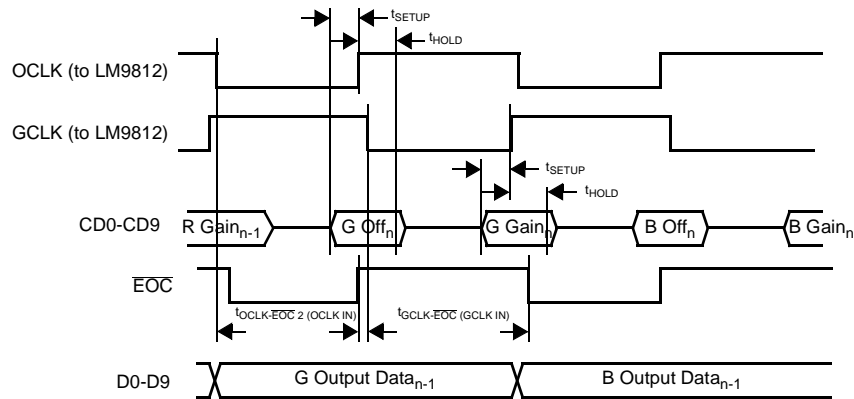 tSETUP
tHOLD
OCLK (to LM9812)
GCLK (to LM9812)
tSETUP
tHOLD
CD0-CD9 R Gainn-1 G Offn G Gainn B Offn B Gainn
EOC
tOCLK-EOC 2 (OCLK IN) tGCLK-EOC (GCLK IN)
D0-D9 G Output Datan-1 B Output Datan-1